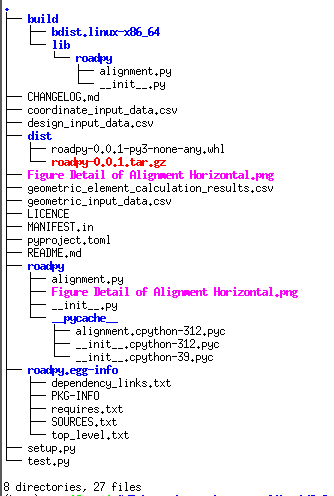 .
├── build
│   ├── bdist.linux-x86_64
│   └── lib
│       └── roadpy
│           ├── alignment.py
│           └── __init__.py
├── CHANGELOG.md
├── coordinate_input_data.csv
├── design_input_data.csv
├── dist
│   ├── roadpy-0.0.1-py3-none-any.whl
│   └── roadpy-0.0.1.tar.gz
├── Figure Detail of Alignment Horizontal.png
├── geometric_element_calculation_results.csv
├── geometric_input_data.csv
├── LICENCE
├── MANIFEST.in
├── pyproject.toml
├── README.md
├── roadpy
│   ├── alignment.py
│   ├── Figure Detail of Alignment Horizontal.png
│   ├── __init__.py
│   └── __pycache__
│       ├── alignment.cpython-312.pyc
│       ├── __init__.cpython-312.pyc
│       └── __init__.cpython-39.pyc
├── roadpy.egg-info
│   ├── dependency_links.txt
│   ├── PKG-INFO
│   ├── requires.txt
│   ├── SOURCES.txt
│   └── top_level.txt
├── setup.py
└── test.py

8 directories, 27 files